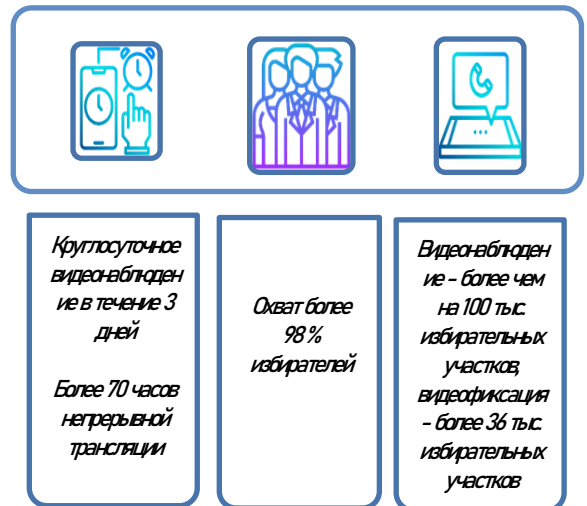 Круглосуточное
видеонаблюден
ие в течение 3
дней
Более 70 часов
непрерывной
трансляции
Охват более
98 %
избирателей
Видеонаблюден
ие – более чем
на 100 тыс.
избирательных
участков,
видеофиксация
– более 36 тыс.
избирательных
участков